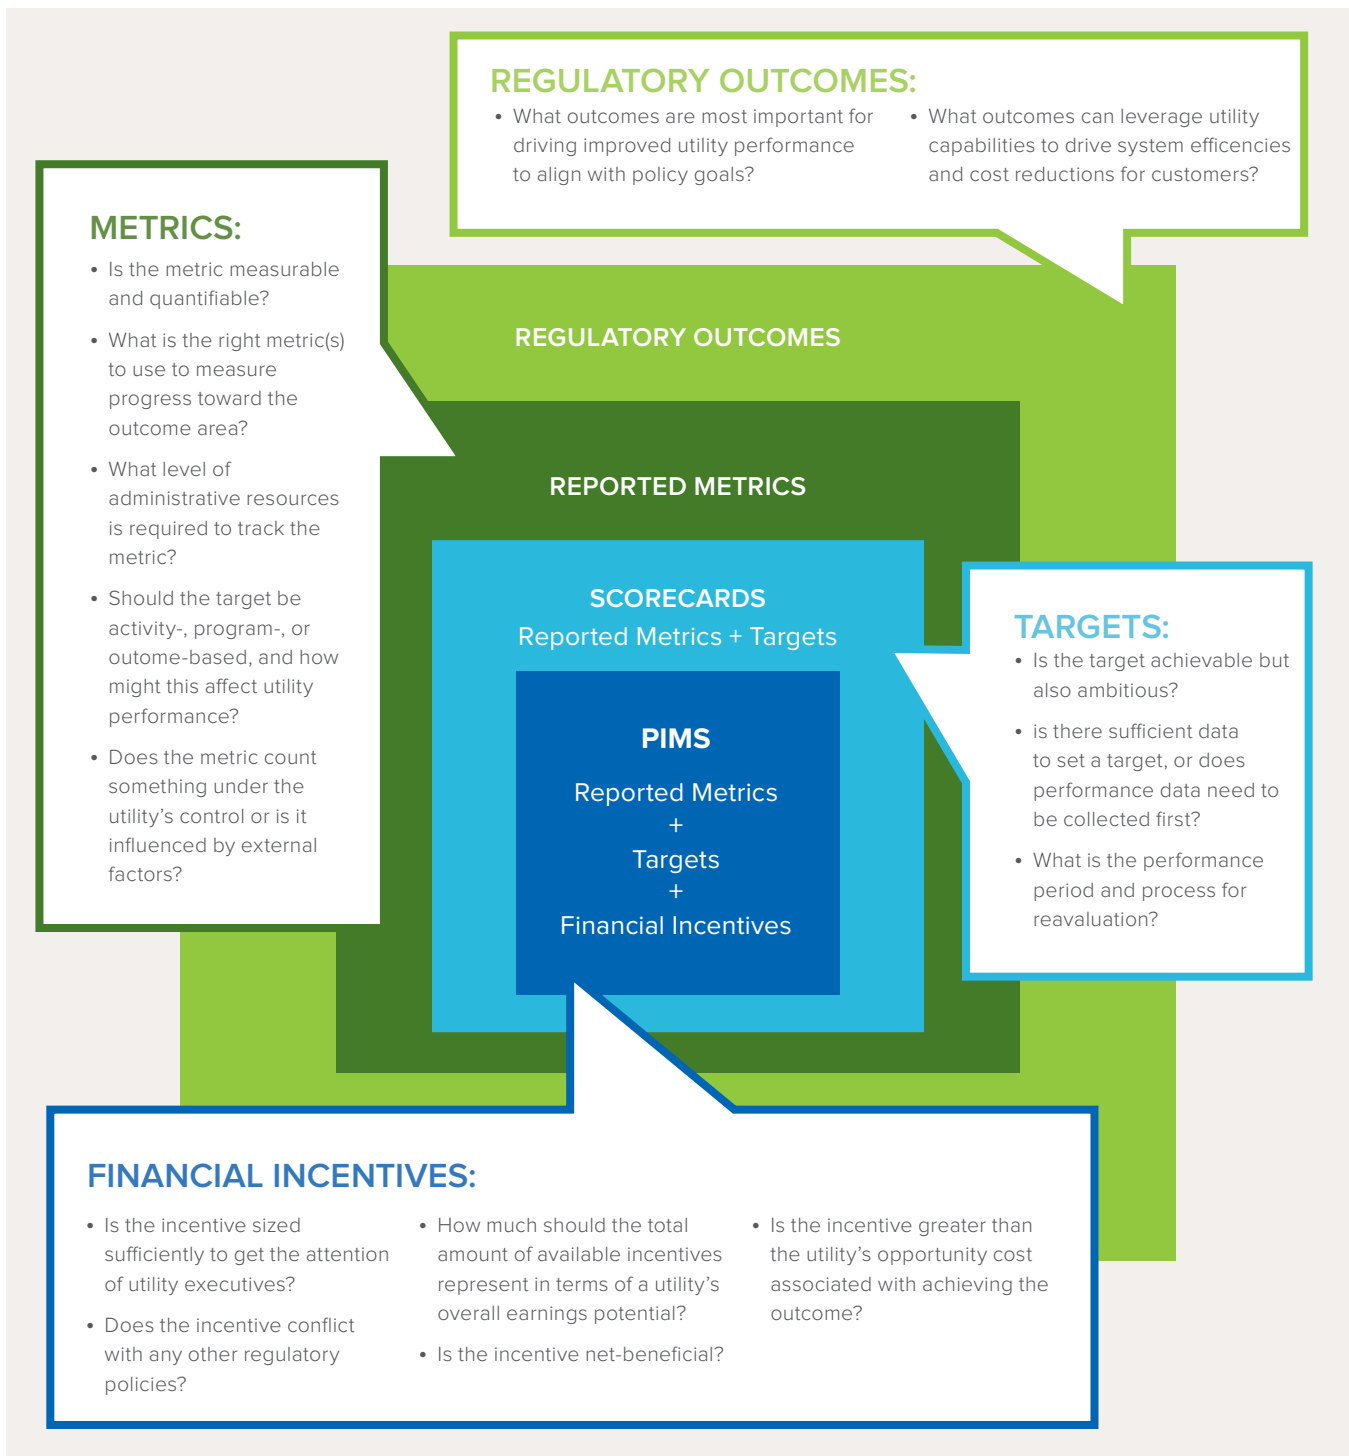 REGULATORY OUTCOMES:
• What outcomes are most important for
driving improved utility performance
to align with policy goals?
• What outcomes can leverage utility
capabilities to drive system efficencies
and cost reductions for customers?
METRICS:
• Is the metric measurable
and quantifiable?
• What is the right metric(s)
to use to measure
progress toward the
outcome area?
• What level of
administrative resources
is required to track the
metric?
• Should the target be
activity-, program-, or
outome-based, and how
might this affect utility
performance?
• Does the metric count
something under the
utility’s control or is it
influenced by external
factors?
REGULATORY OUTCOMES
REPORTED METRICS
SCORECARDS
Reported Metrics + Targets
PIMS
Reported Metrics
+
Targets
+
Financial Incentives
TARGETS:
• Is the target achievable but
also ambitious?
• is there sufficient data
to set a target, or does
performance data need to
be collected first?
• What is the performance
period and process for
reavaluation?
FINANCIAL INCENTIVES:
• Is the incentive sized
sufficiently to get the attention
of utility executives?
• Does the incentive conflict
with any other regulatory
policies?
• How much should the total
amount of available incentives
represent in terms of a utility’s
overall earnings potential?
• Is the incentive net-beneficial?
• Is the incentive greater than
the utility’s opportunity cost
associated with achieving the
outcome?